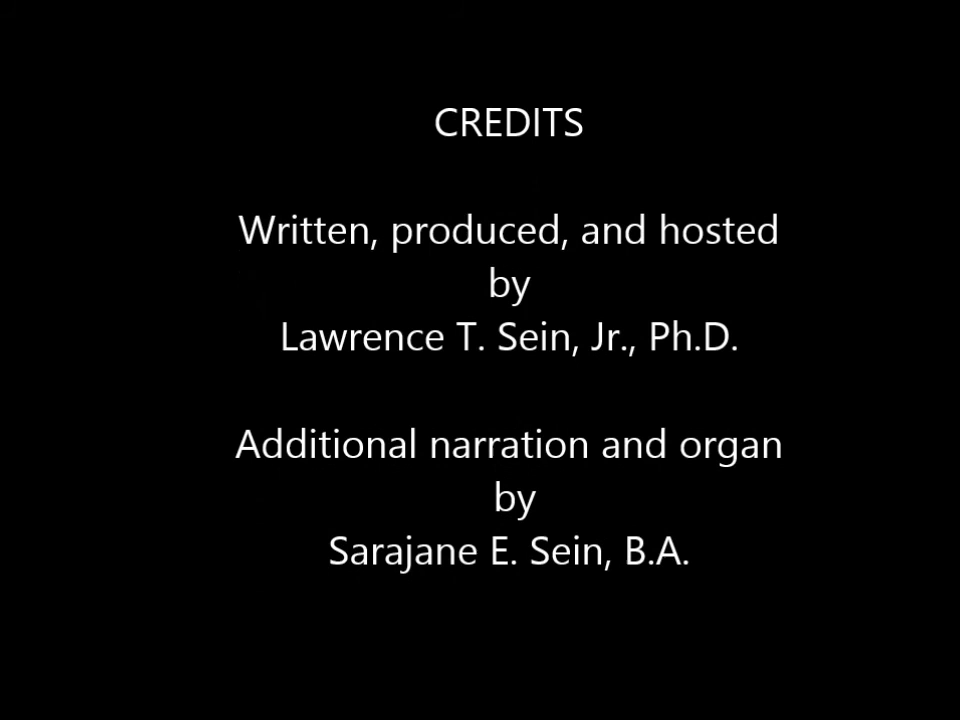 CREDITS
Written, produced, and hosted
by
Lawrence T. Sein, Jr., Ph.D.
Additional narration and organ
by
Sarajane E. Sein, B.A.